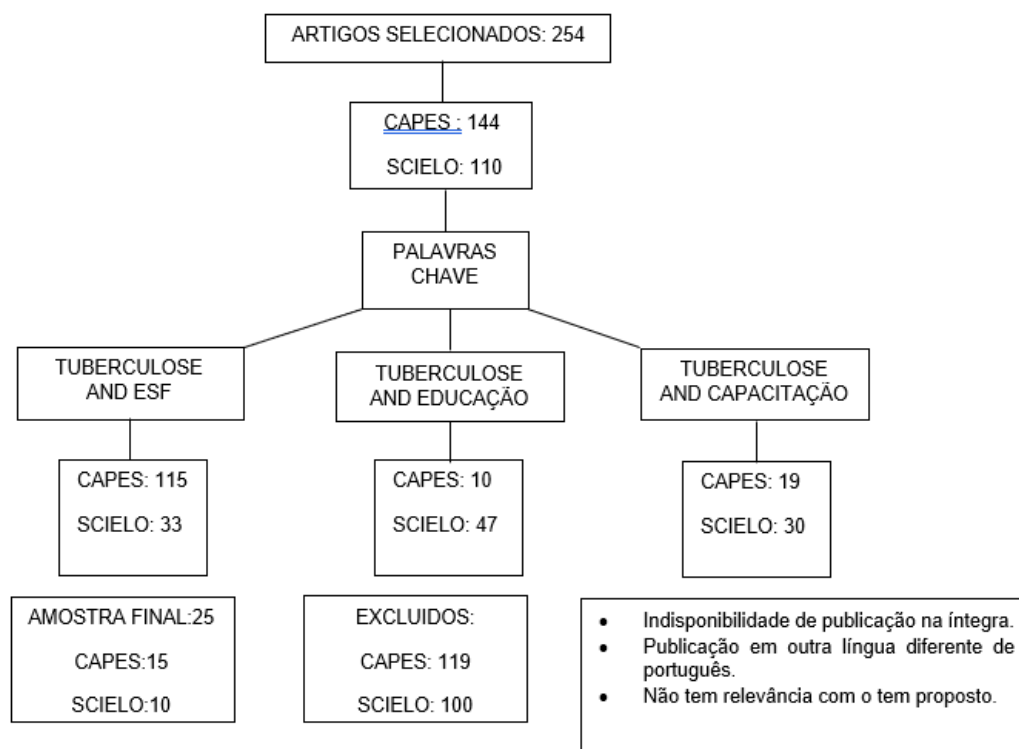 ARTIGOS SELECIONADOS: 254
CAPES : 144
SCIELO: 110
PALAVRAS
CHAVE
TUBERCULOSE
AND ESF
TUBERCULOSE
AND EDUCAÇÃO
TUBERCULOSE
AND CAPACITAÇÃO
CAPES: 115
SCIELO: 33
CAPES: 10
SCIELO: 47
CAPES: 19
SCIELO: 30
AMOSTRA FINAL:25
CAPES:15
SCIELO:10
EXCLUIDOS:
CAPES: 119
SCIELO: 100
• Indisponibilidade de publicação na íntegra.
• Publicação em outra língua diferente de
português.
• Não tem relevância com o tem proposto.